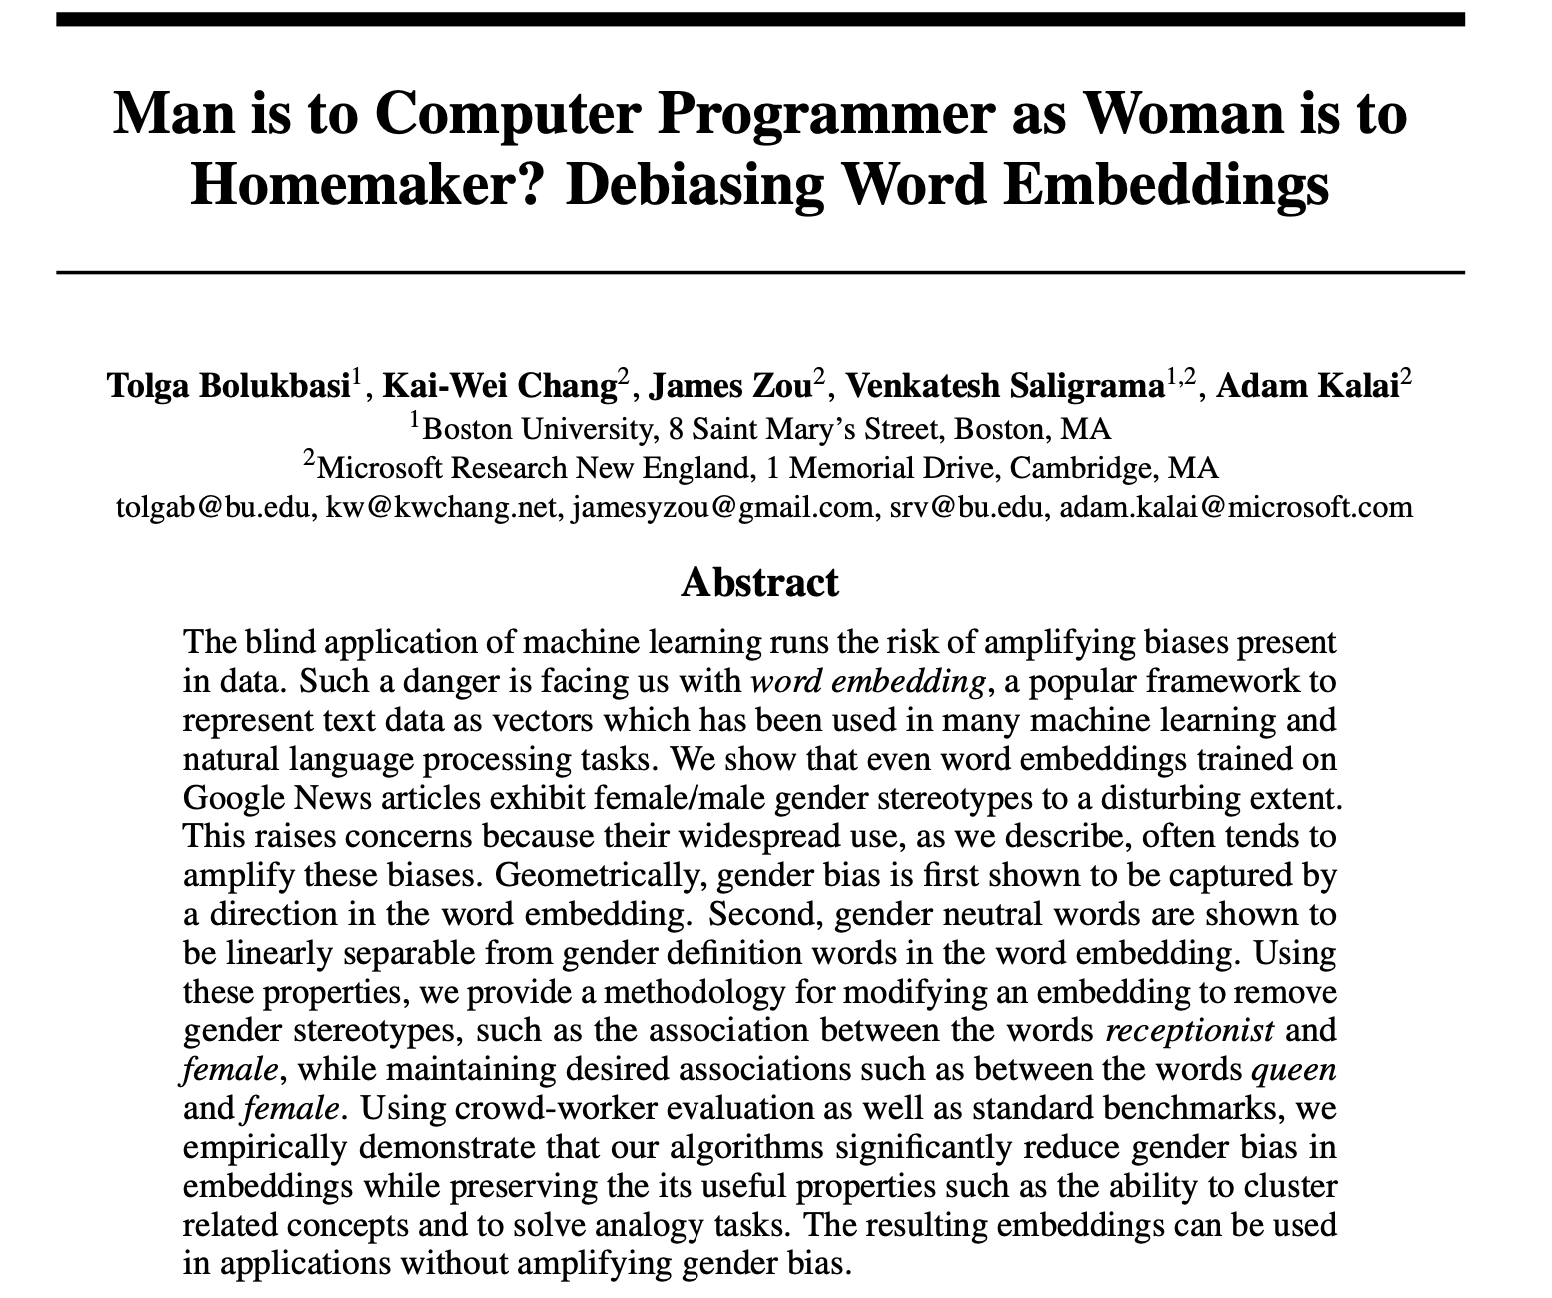 Man is to Computer Programmer as Woman is to
Homemaker? Debiasing Word Embeddings
Tolga Bolukbasi¹, Kai-Wei Chang², James Zou², Venkatesh Saligrama¹,², Adam Kalai²
¹Boston University, 8 Saint Mary's Street, Boston, MA
²Microsoft Research New England, 1 Memorial Drive, Cambridge, MA
tolgab@bu.edu, kw@kwchang.net, jamesyzou@gmail.com, srv@bu.edu, adam.kalai@microsoft.com
Abstract
The blind application of machine learning runs the risk of amplifying biases present
in data. Such a danger is facing us with word embedding, a popular framework to
represent text data as vectors which has been used in many machine learning and
natural language processing tasks. We show that even word embeddings trained on
Google News articles exhibit female/male gender stereotypes to a disturbing extent.
This raises concerns because their widespread use, as we describe, often tends to
amplify these biases. Geometrically, gender bias is first shown to be captured by
a direction in the word embedding. Second, gender neutral words are shown to
be linearly separable from gender definition words in the word embedding. Using
these properties, we provide a methodology for modifying an embedding to remove
gender stereotypes, such as the association between the words receptionist and
female, while maintaining desired associations such as between the words queen
and female. Using crowd-worker evaluation as well as standard benchmarks, we
empirically demonstrate that our algorithms significantly reduce gender bias in
embeddings while preserving the its useful properties such as the ability to cluster
related concepts and to solve analogy tasks. The resulting embeddings can be used
in applications without amplifying gender bias.